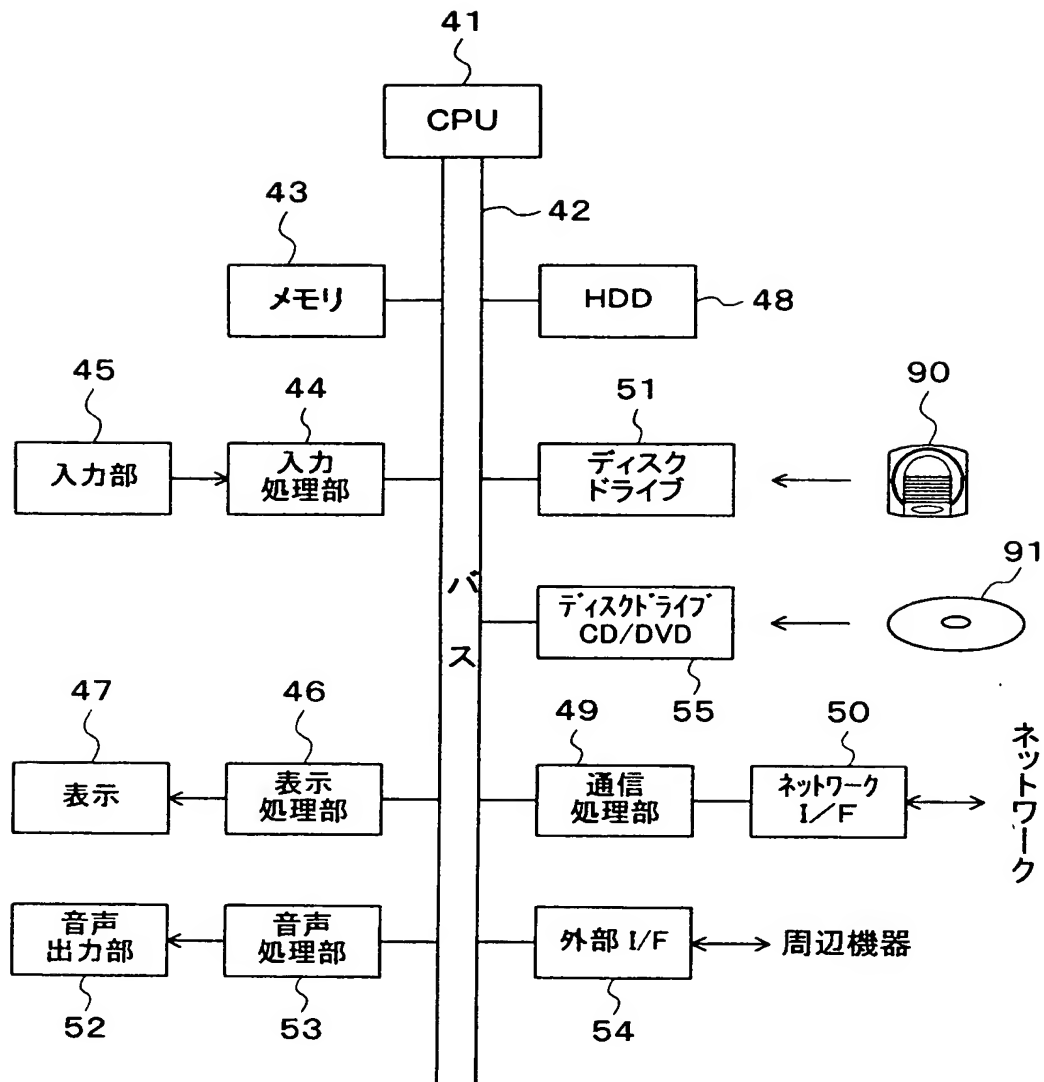 41
CPU
42
43
メモリ
HDD
48
45
入力部
44
入力
処理部
51
ディスク
ドライブ
90
バス
ディスクドライブ
CD/DVD
55
91
47
表示
46
表示
処理部
49
通信
処理部
50
ネットワーク
I/F
ネットワーク
音声
出力部
52
音声
処理部
53
外部 I/F
54
周辺機器